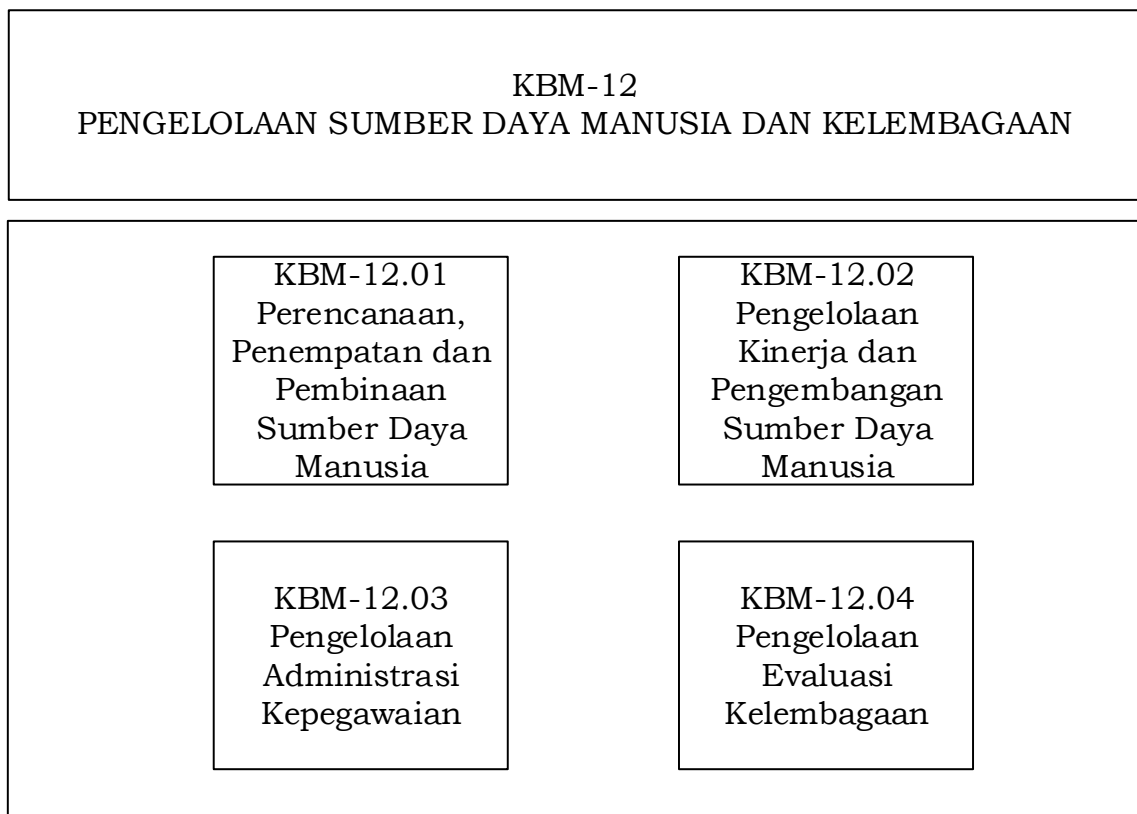 KBM-12
PENGELOLAAN SUMBER DAYA MANUSIA DAN KELEMBAGAAN
KBM-12.01
Perencanaan,
Penempatan dan
Pembinaan
Sumber Daya
Manusia
KBM-12.02
Pengelolaan
Kinerja dan
Pengembangan
Sumber Daya
Manusia
KBM-12.03
Pengelolaan
Administrasi
Kepegawaian
KBM-12.04
Pengelolaan
Evaluasi
Kelembagaan